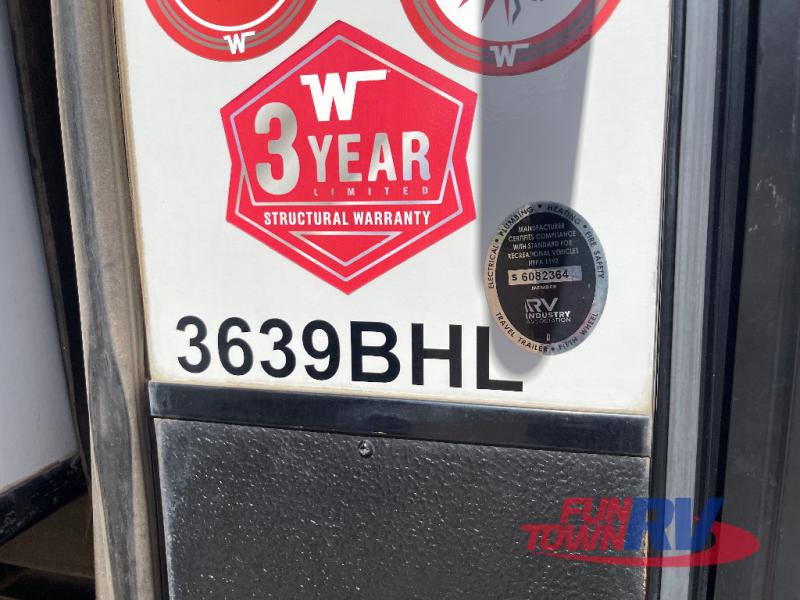 W
W
W
3 YEAR
LIMITED
STRUCTURAL WARRANTY
ELECTRICAL • PLUMBING • HEATING • FIRE SAFETY
MANUFACTURER
CERTIFIES COMPLIANCE
WITH STANDARD FOR
RECREATIONAL VEHICLES
NFPA 1192
S 6082364
MEMBER
RV
INDUSTRY
ASSOCIATION
TRAVEL TRAILER • FIFTH WHEEL
3639BHL
FUN
TOWN
RV